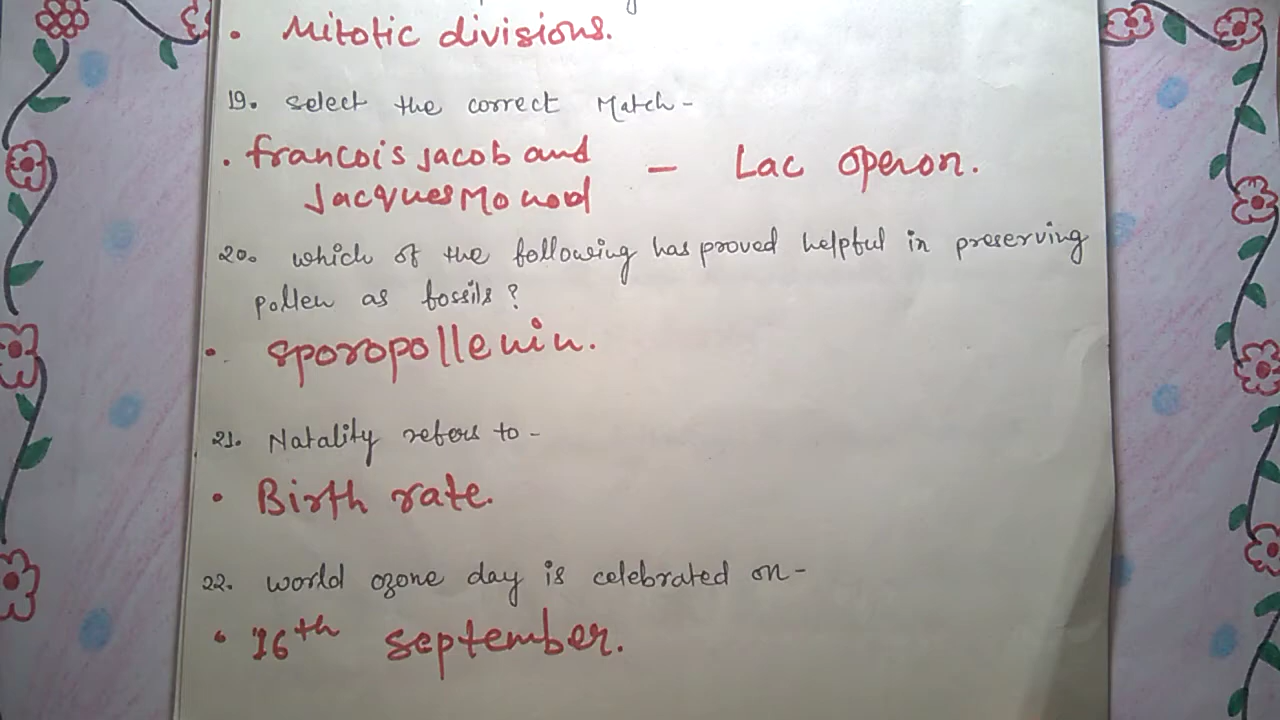 • Mitotic divisions.
19. select the correct Match-
• francois jacob and
Jacques Monod - Lac operon.
20. which of the following has proved helpful in preserving
pollen as fossils?
• sporopollenin.
21. Natality refers to -
• Birth rate.
22. world ozone day is celebrated on-
• 16th september.